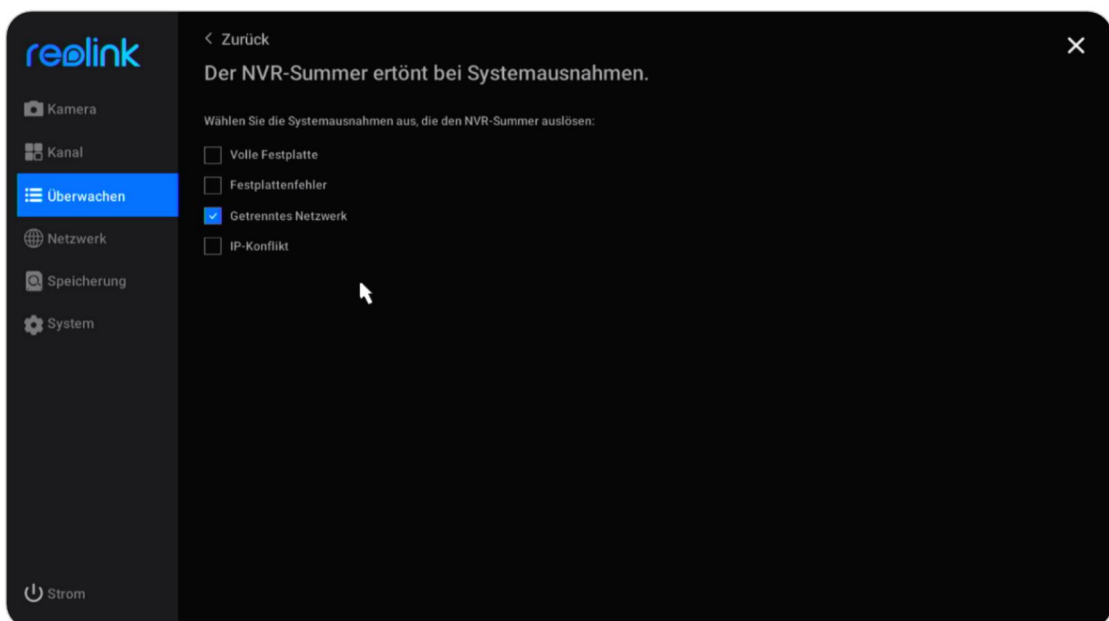 reolink
Kamera
Kanal
Überwachen
Netzwerk
Speicherung
System
Strom
Zurück
Der NVR-Summer ertönt bei Systemausnahmen.
Wählen Sie die Systemausnahmen aus, die den NVR-Summer auslösen:
Volle Festplatte
Festplattenfehler
Getrenntes Netzwerk
IP-Konflikt